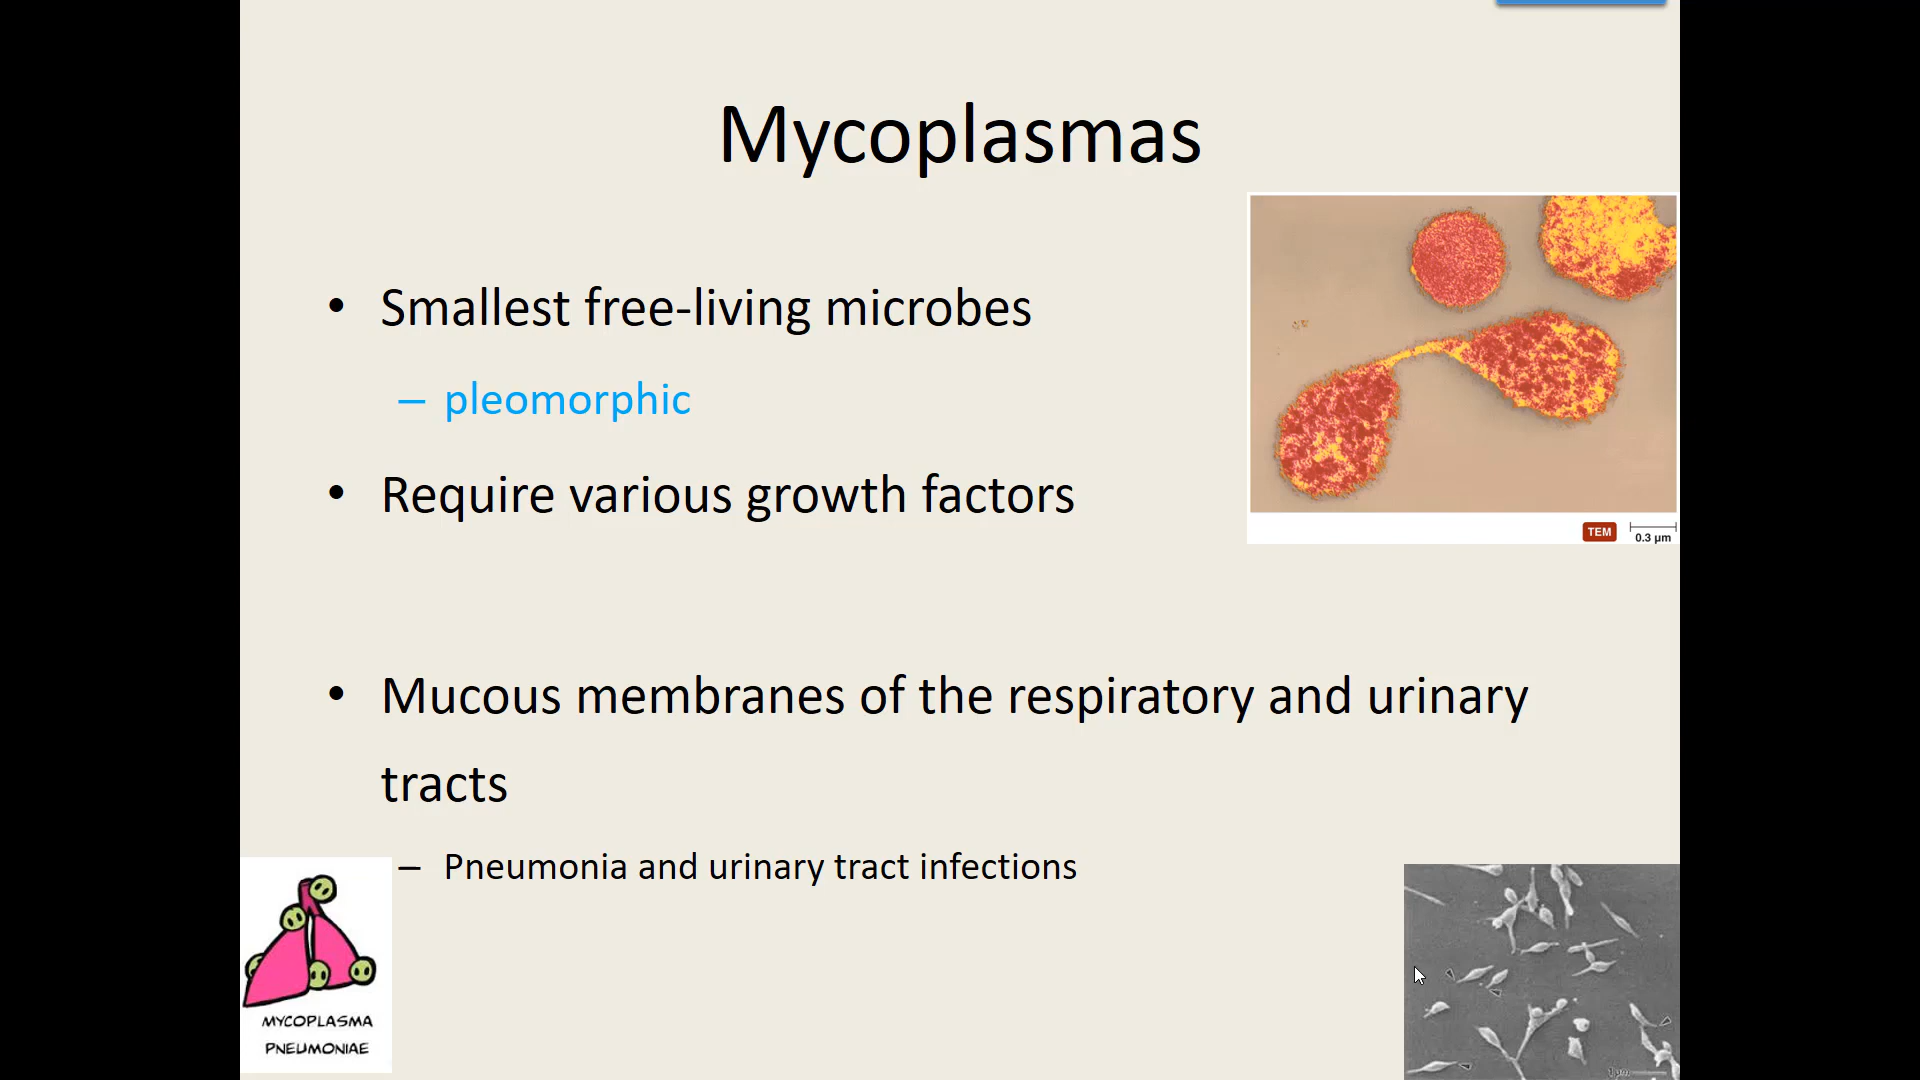 Mycoplasmas
• Smallest free-living microbes
– pleomorphic
• Require various growth factors
TEM 0.3 µm
• Mucous membranes of the respiratory and urinary
tracts
– Pneumonia and urinary tract infections
MYCOPLASMA
PNEUMONIAE
1µm